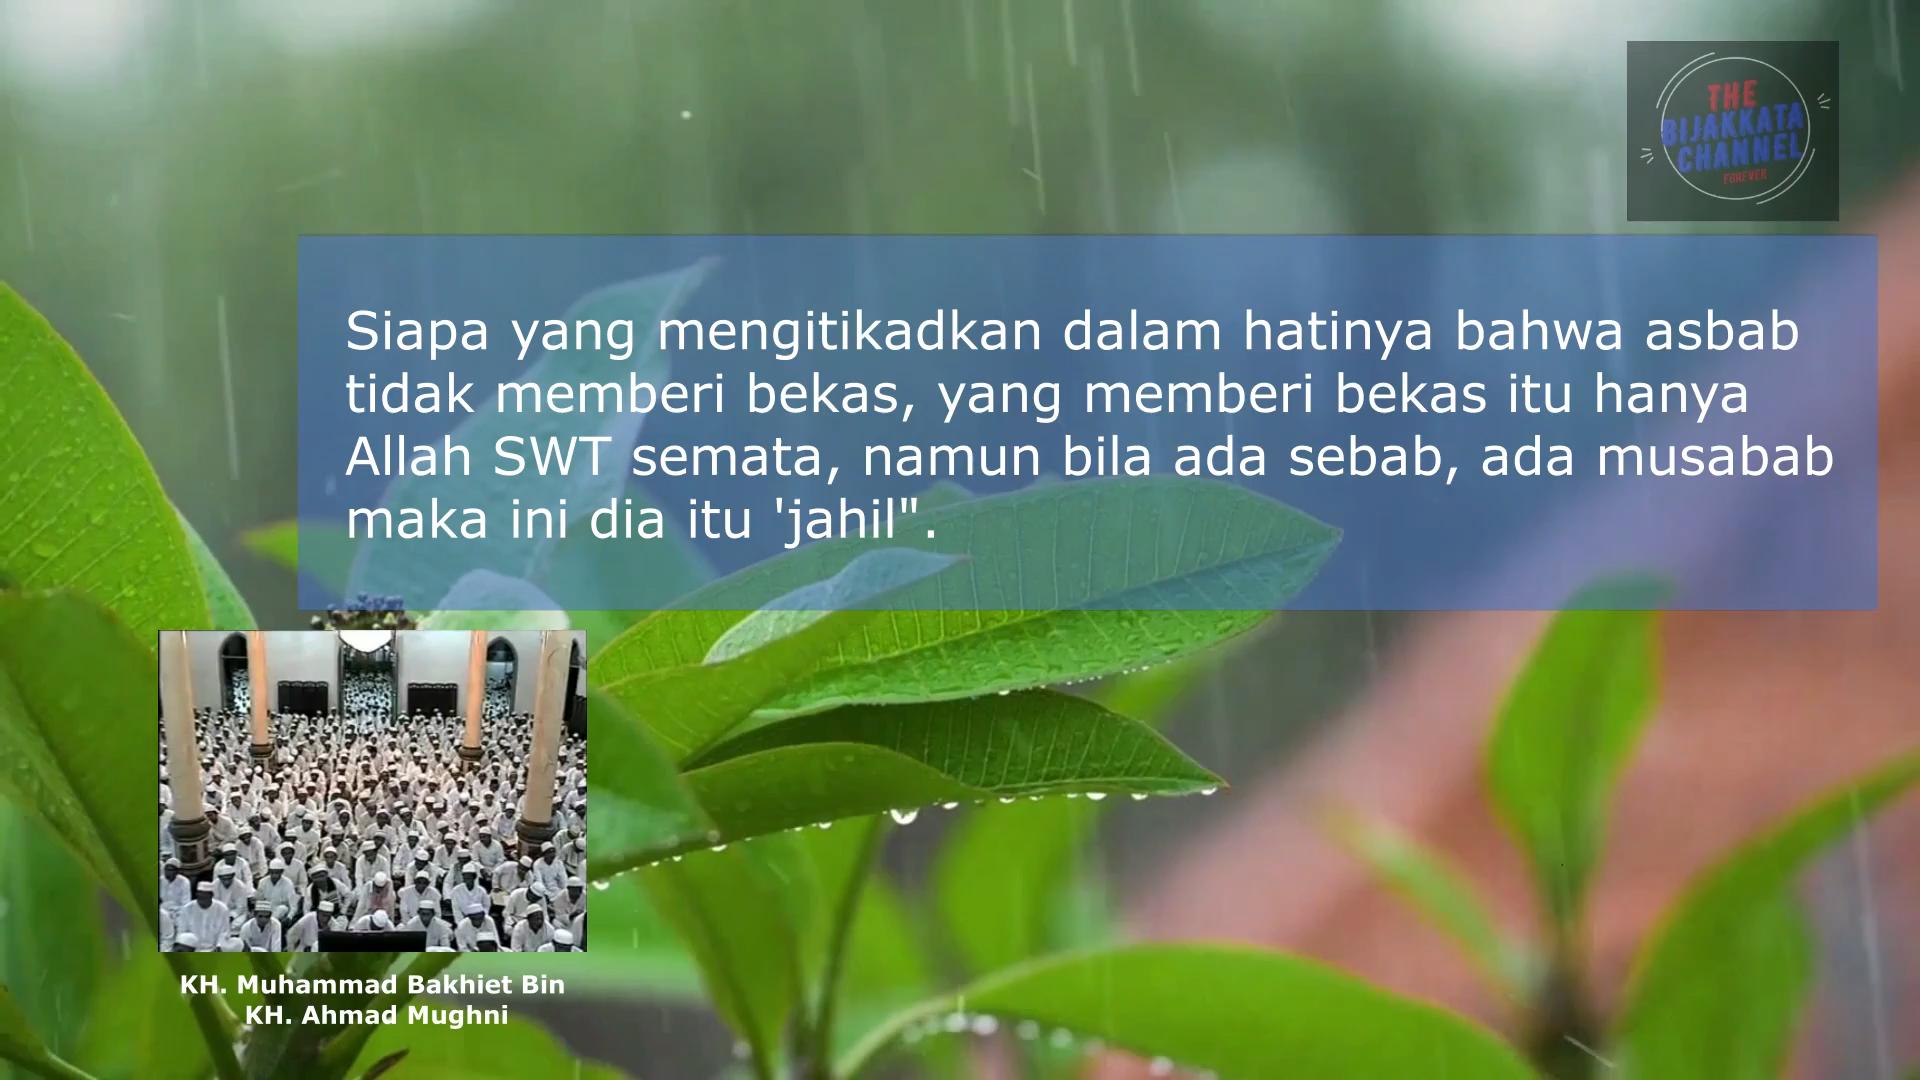 THE
BIJAKKATA
CHANNEL
FOREVER
Siapa yang mengitikadkan dalam hatinya bahwa asbab
tidak memberi bekas, yang memberi bekas itu hanya
Allah SWT semata, namun bila ada sebab, ada musabab
maka ini dia itu 'jahil".
KH. Muhammad Bakhiet Bin
KH. Ahmad Mughni